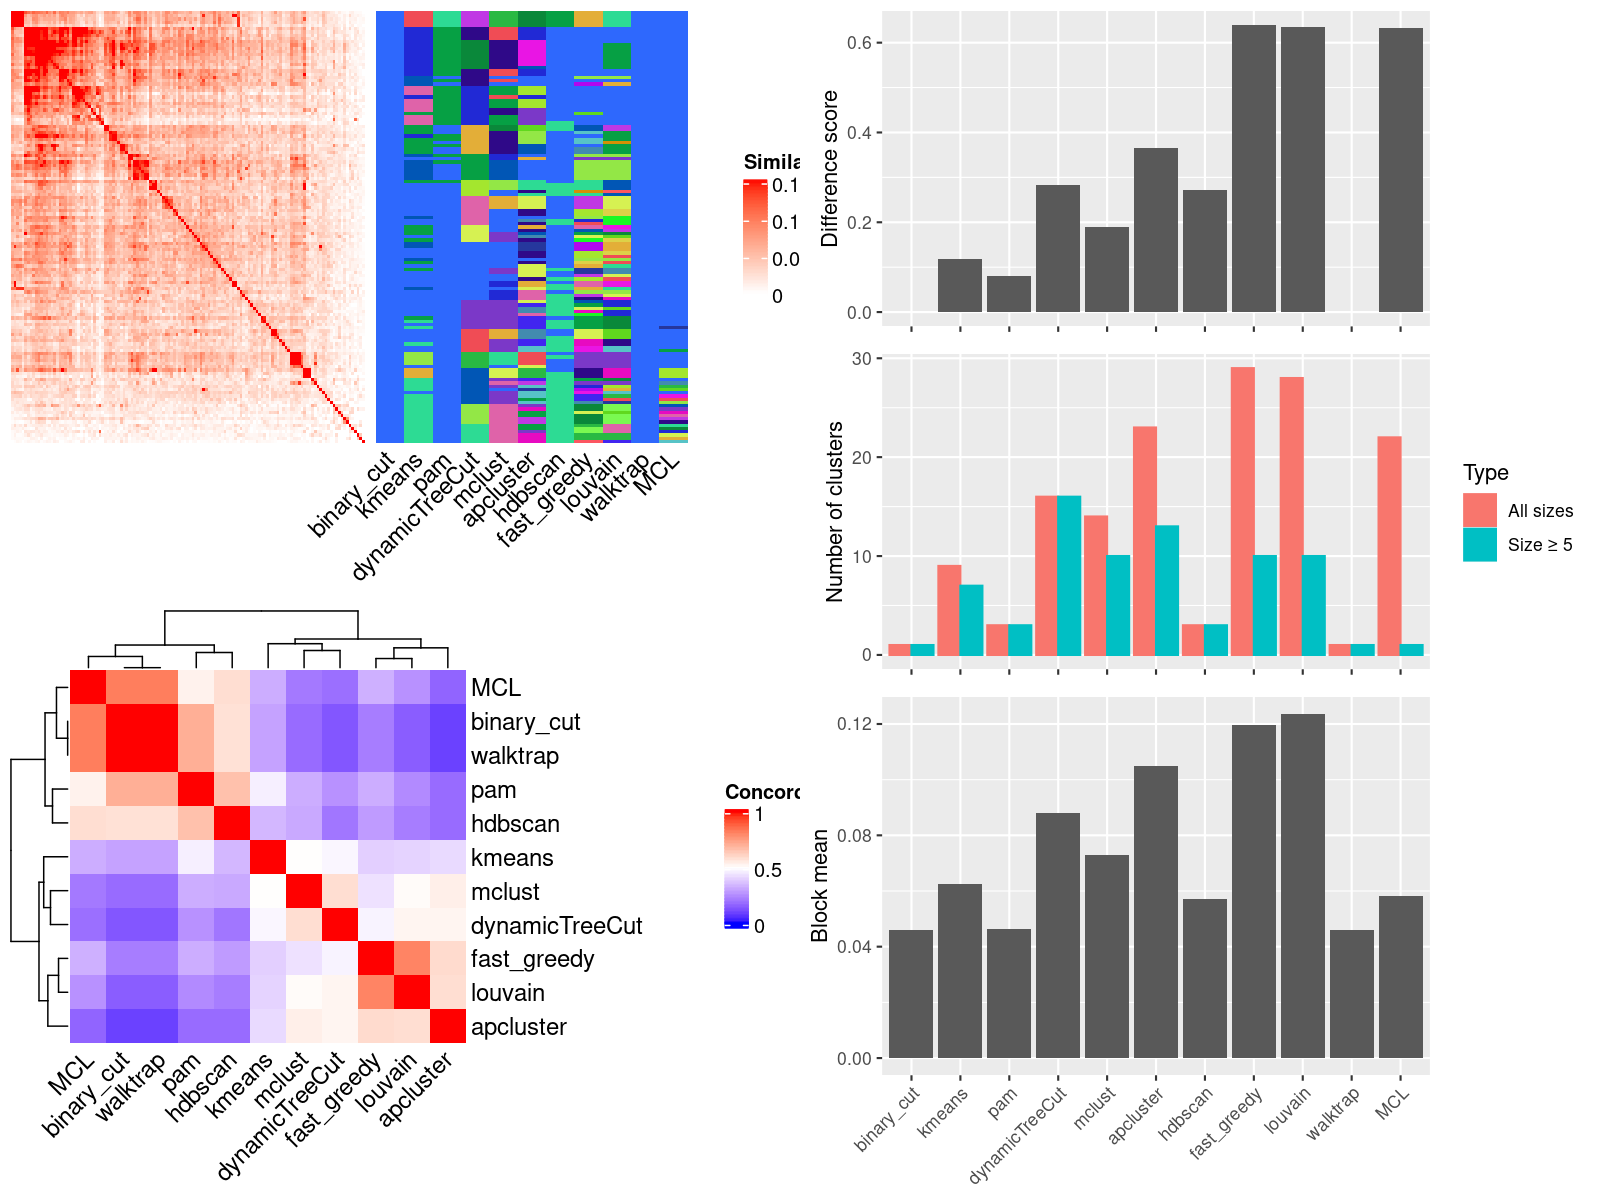 Simila
0.1
0.1
0.0
0
binary_cut
kmeans
pam
dynamicTreeCut
mclust
apcluster
hdbscan
fast_greedy
louvain
walktrap
MCL
MCL
binary_cut
walktrap
pam
hdbscan
kmeans
mclust
dynamicTreeCut
fast_greedy
louvain
apcluster
MCL
binary_cut
walktrap
pam
hdbscan
kmeans
mclust
dynamicTreeCut
fast_greedy
louvain
apcluster
Concord
1
0.5
0
Difference score
0.6
0.4
0.2
0.0
Number of clusters
30
20
10
0
Type
All sizes
Size ≥ 5
Block mean
0.12
0.08
0.04
0.00
binary_cut
kmeans
pam
dynamicTreeCut
mclust
apcluster
hdbscan
fast_greedy
louvain
walktrap
MCL